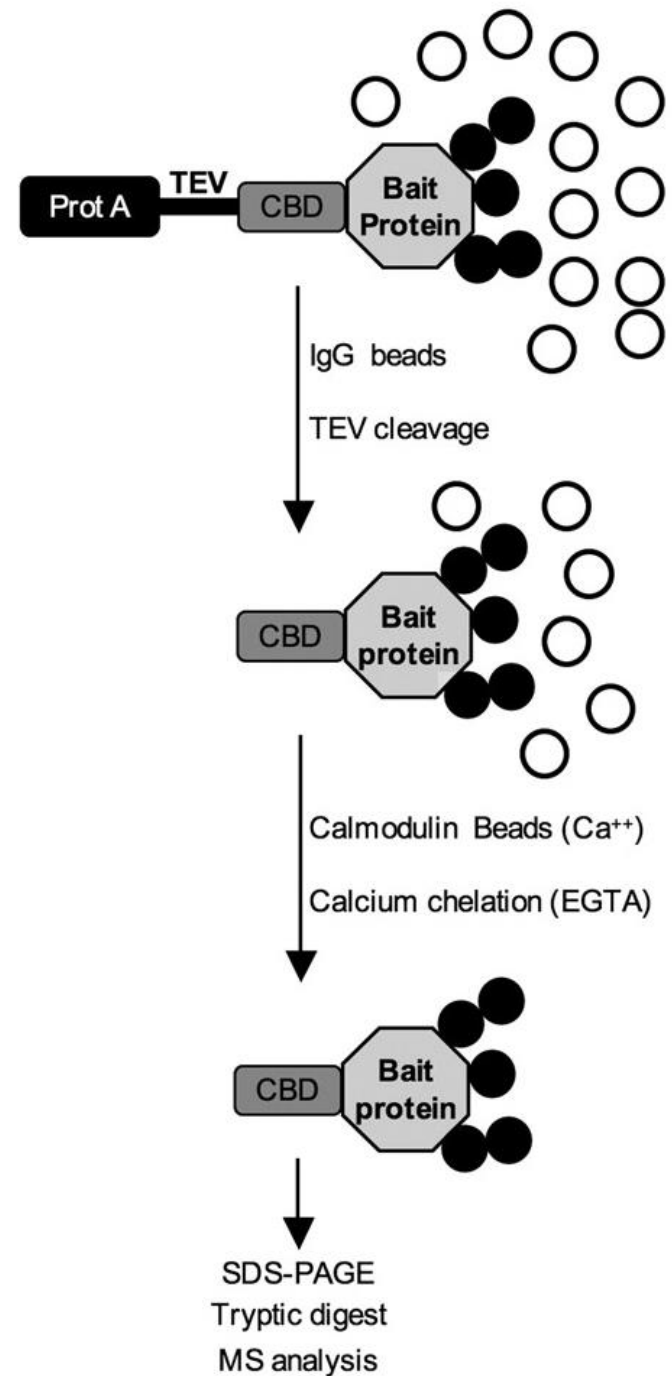 TEV
Prot A
CBD
Bait
Protein
IgG beads
TEV cleavage
CBD
Bait
protein
Calmodulin Beads (Ca⁺⁺)
Calcium chelation (EGTA)
CBD
Bait
protein
SDS-PAGE
Tryptic digest
MS analysis